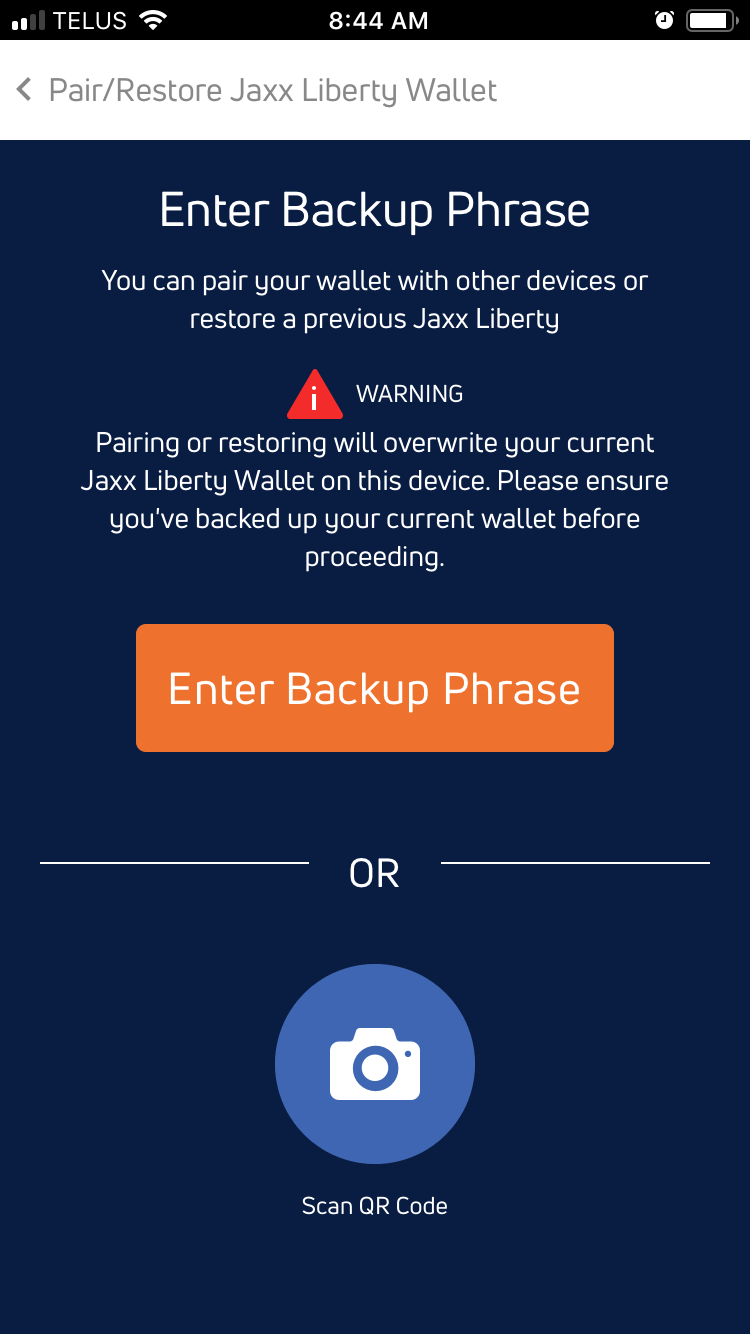 TELUS 8:44 AM
Pair/Restore Jaxx Liberty Wallet
Enter Backup Phrase
You can pair your wallet with other devices or
restore a previous Jaxx Liberty
WARNING
Pairing or restoring will overwrite your current
Jaxx Liberty Wallet on this device. Please ensure
you've backed up your current wallet before
proceeding.
Enter Backup Phrase
OR
Scan QR Code